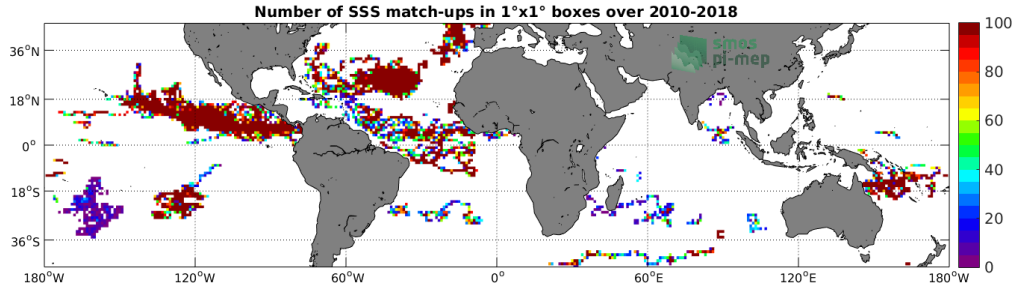 Number of SSS match-ups in 1°x1° boxes over 2010-2018
36°N
18°N
0°
18°S
36°S
180°W 120°W 60°W 0° 60°E 120°E 180°W
100
80
60
40
20
0
smos
pi-mep